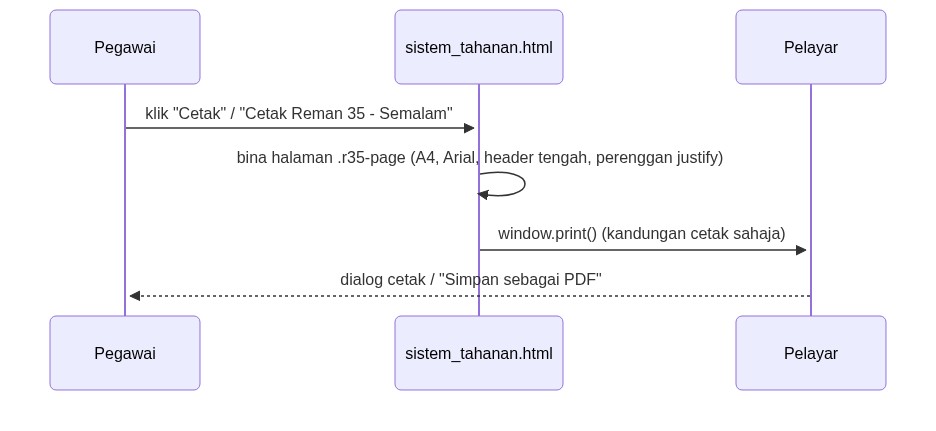 Pegawai
sistem_tahanan.html
Pelayar
klik "Cetak" / "Cetak Reman 35 - Semalam"
bina halaman .r35-page (A4, Arial, header tengah, perenggan justify)
window.print() (kandungan cetak sahaja)
dialog cetak / "Simpan sebagai PDF"
Pegawai
sistem_tahanan.html
Pelayar